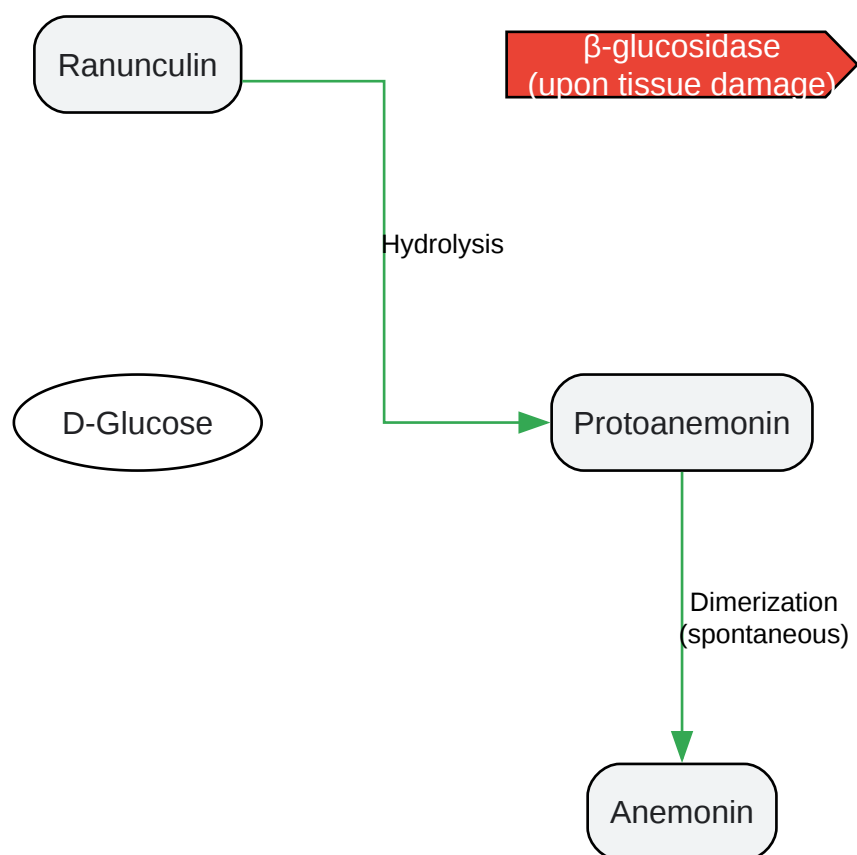 Ranunculin
β-glucosidase
(upon tissue damage)
Hydrolysis
D-Glucose
Protoanemonin
Dimerization
(spontaneous)
Anemonin